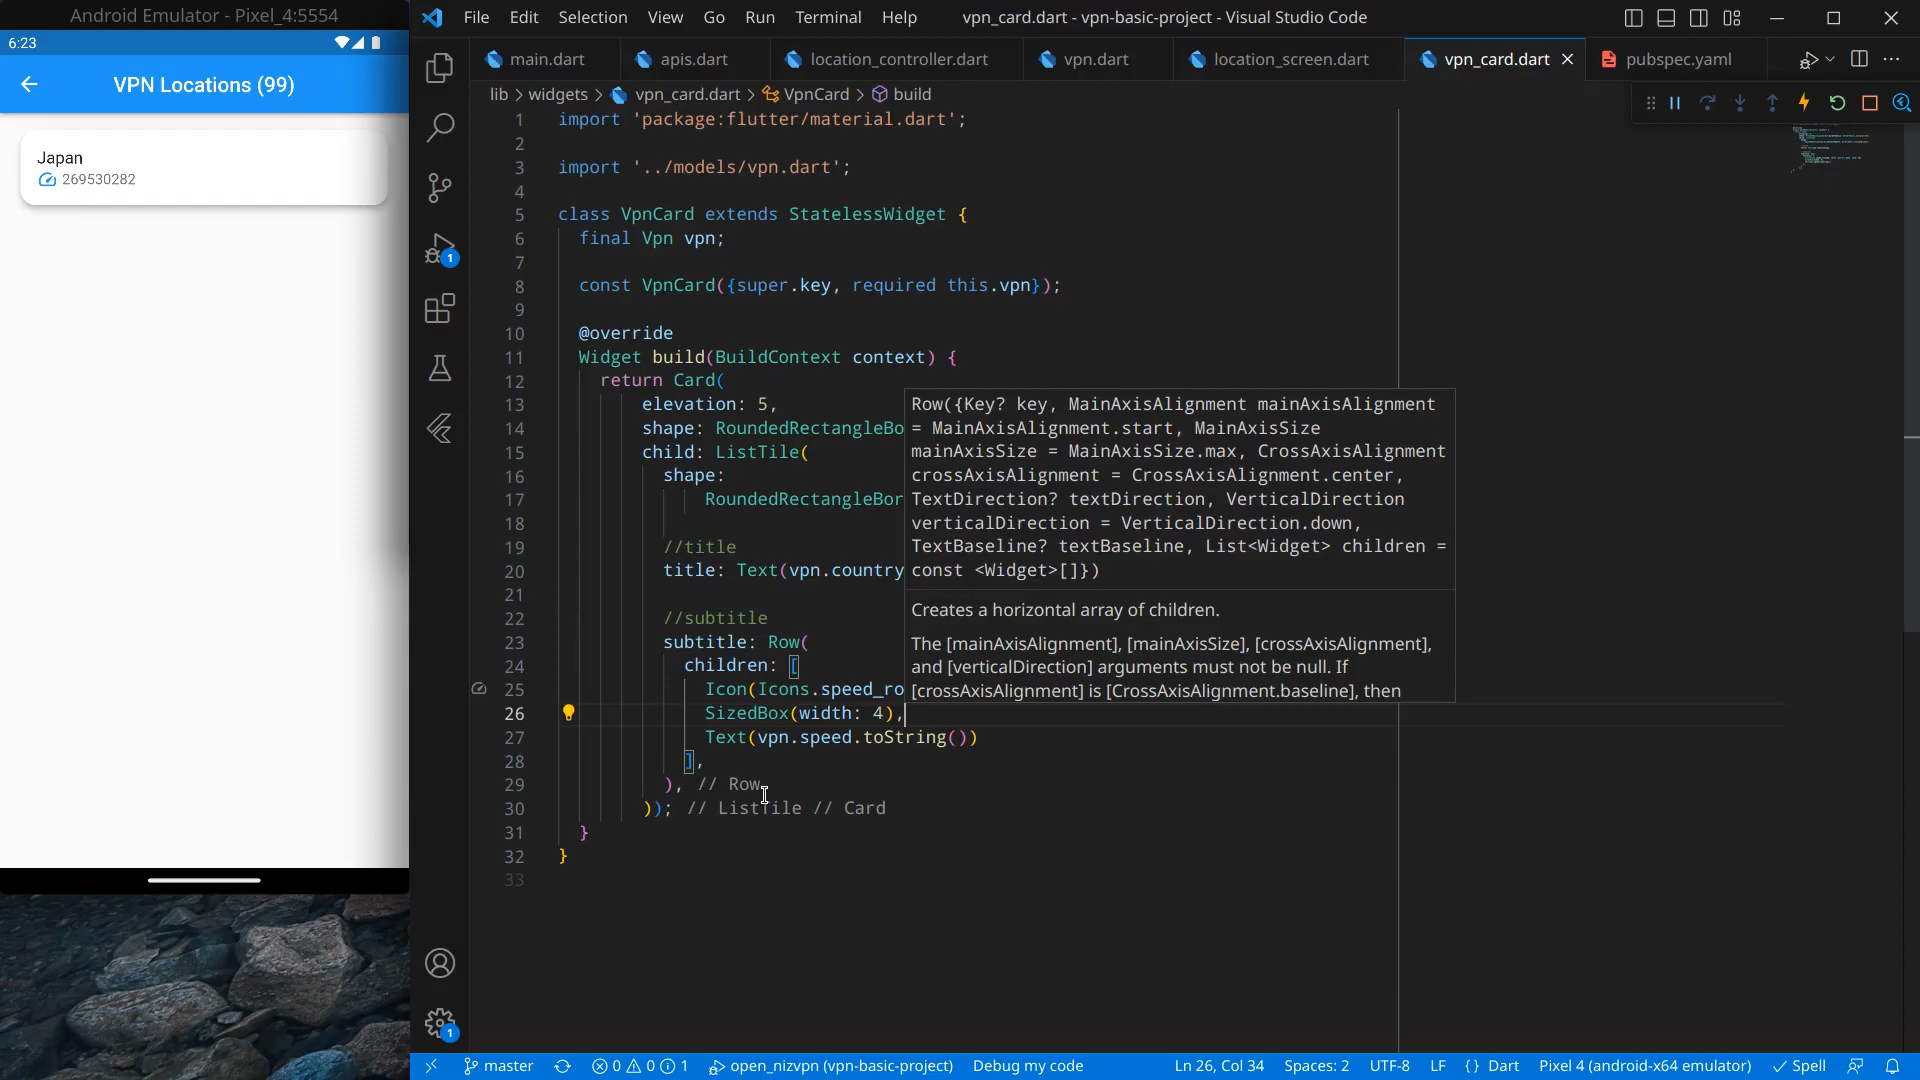 Android Emulator - Pixel_4:5554
6:23
VPN Locations (99)
Japan
269530282
File Edit Selection View Go Run Terminal Help
vpn_card.dart - vpn-basic-project - Visual Studio Code
main.dart
apis.dart
location_controller.dart
vpn.dart
location_screen.dart
vpn_card.dart
pubspec.yaml
lib > widgets > vpn_card.dart > VpnCard > build
1 import 'package:flutter/material.dart';
2
3 import '../models/vpn.dart';
4
5 class VpnCard extends StatelessWidget {
6 final Vpn vpn;
7
8 const VpnCard({super.key, required this.vpn});
9
10 @override
11 Widget build(BuildContext context) {
12 return Card(
13 elevation: 5,
14 shape: RoundedRectangleBo
15 child: ListTile(
16 shape:
17 RoundedRectangleBor
18
19 //title
20 title: Text(vpn.country
21
22 //subtitle
23 subtitle: Row(
24 children: [
25 Icon(Icons.speed_ro
26 SizedBox(width: 4),
27 Text(vpn.speed.toString())
28 ],
29 ), // Row
30 )); // ListTile // Card
31 }
32 }
33
Row({Key? key, MainAxisAlignment mainAxisAlignment
= MainAxisAlignment.start, MainAxisSize
mainAxisSize = MainAxisSize.max, CrossAxisAlignment
crossAxisAlignment = CrossAxisAlignment.center,
TextDirection? textDirection, VerticalDirection
verticalDirection = VerticalDirection.down,
TextBaseline? textBaseline, List<Widget> children =
const <Widget>[]})
Creates a horizontal array of children.
The [mainAxisAlignment], [mainAxisSize], [crossAxisAlignment],
and [verticalDirection] arguments must not be null. If
[crossAxisAlignment] is [CrossAxisAlignment.baseline], then
1
1
master
0 0 1
open_nizvpn (vpn-basic-project)
Debug my code
Ln 26, Col 34
Spaces: 2
UTF-8
LF
{} Dart
Pixel 4 (android-x64 emulator)
Spell